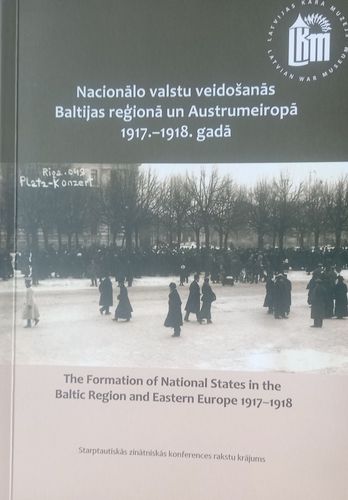 LATVIJAS KARA MUZEJS
LATVIAN WAR MUSEUM
LKM
Nacionālo valstu veidošanās
Baltijas reģionā un Austrumeiropā
1917.–1918. gadā
Riga. 049
Platz-Konzert
The Formation of National States in the
Baltic Region and Eastern Europe 1917–1918
Starptautiskās zinātniskās konferences rakstu krājums